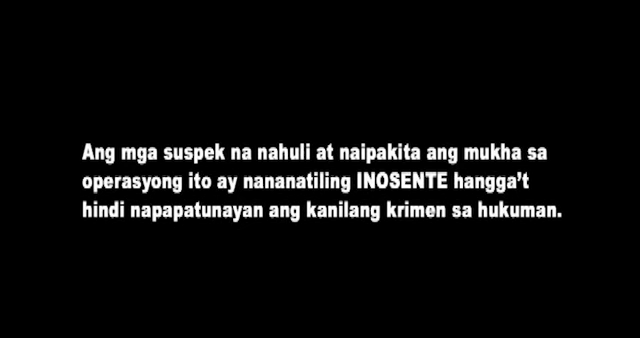 Ang mga suspek na nahuli at naipakita ang mukha sa
operasyong ito ay nananatiling INOSENTE hangga't
hindi napapatunayan ang kanilang krimen sa hukuman.